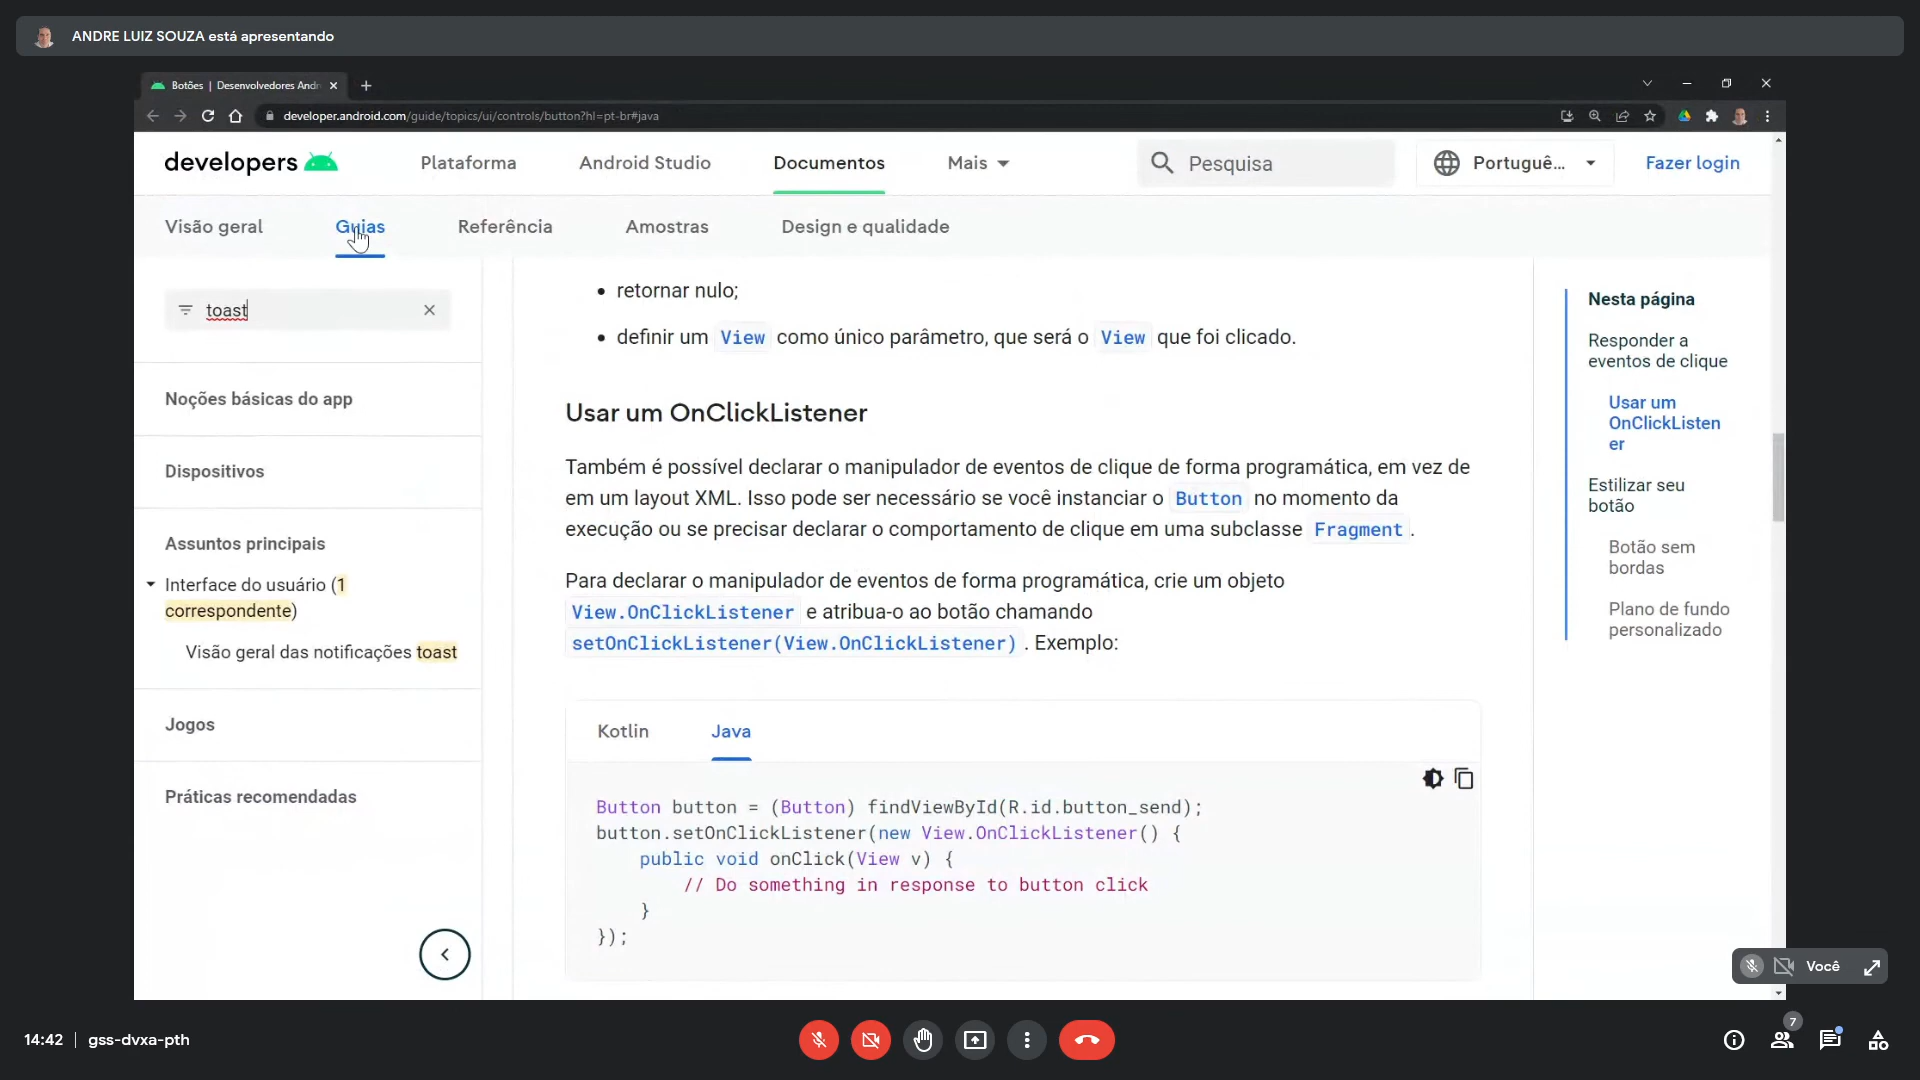 ANDRE LUIZ SOUZA está apresentando
Botões | Desenvolvedores Andr
developer.android.com/guide/topics/ui/controls/button?hl=pt-br#java
developers
Plataforma
Android Studio
Documentos
Mais
Pesquisa
Portuguê...
Fazer login
Visão geral
Guias
Referência
Amostras
Design e qualidade
toast
Noções básicas do app
Dispositivos
Assuntos principais
Interface do usuário (1
correspondente)
Visão geral das notificações toast
Jogos
Práticas recomendadas
• retornar nulo;
• definir um View como único parâmetro, que será o View que foi clicado.
Usar um OnClickListener
Também é possível declarar o manipulador de eventos de clique de forma programática, em vez de
em um layout XML. Isso pode ser necessário se você instanciar o Button no momento da
execução ou se precisar declarar o comportamento de clique em uma subclasse Fragment.
Para declarar o manipulador de eventos de forma programática, crie um objeto
View.OnClickListener e atribua-o ao botão chamando
setOnClickListener(View.OnClickListener). Exemplo:
Kotlin
Java
Button button = (Button) findViewById(R.id.button_send);
button.setOnClickListener(new View.OnClickListener() {
public void onClick(View v) {
// Do something in response to button click
}
});
Nesta página
Responder a
eventos de clique
Usar um
OnClickListen
er
Estilizar seu
botão
Botão sem
bordas
Plano de fundo
personalizado
Você
14:42
gss-dvxa-pth
7